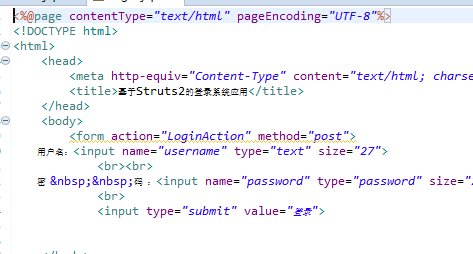 <%@page contentType="text/html" pageEncoding="UTF-8"%>
<!DOCTYPE html>
<html>
<head>
<meta http-equiv="Content-Type" content="text/html; charse
<title>基于Struts2的登录系统应用</title>
</head>
<body>
<form action="LoginAction" method="post">
用户名：<input name="username" type="text" size="27">
<br><br>
密 &nbsp;&nbsp;码 ：<input name="password" type="password" size="
<br>
<input type="submit" value="登录">